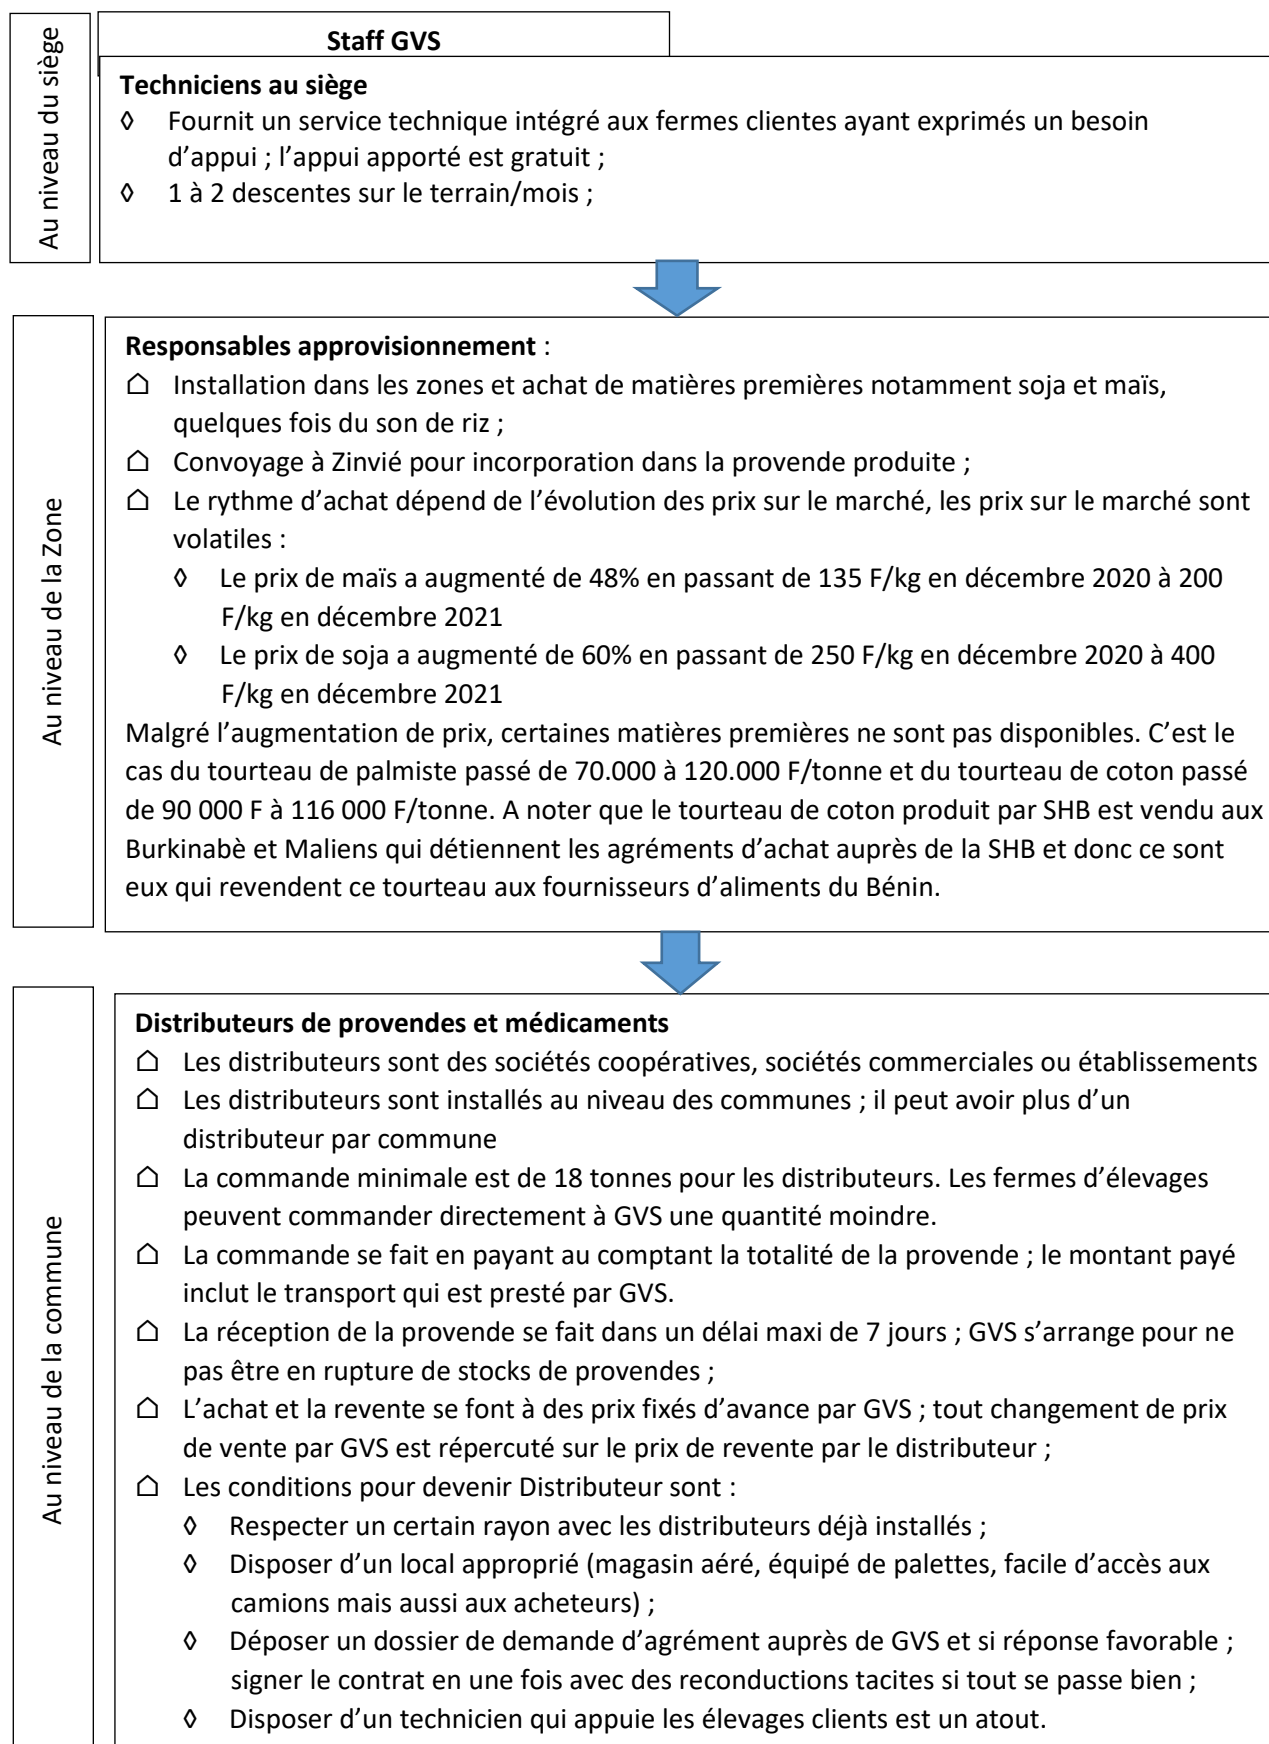 Au niveau du siège
Staff GVS
Techniciens au siège
◊ Fournit un service technique intégré aux fermes clientes ayant exprimés un besoin
d’appui ; l’appui apporté est gratuit ;
◊ 1 à 2 descentes sur le terrain/mois ;
Au niveau de la Zone
Responsables approvisionnement :
⌂ Installation dans les zones et achat de matières premières notamment soja et maïs,
quelques fois du son de riz ;
⌂ Convoyage à Zinvié pour incorporation dans la provende produite ;
⌂ Le rythme d’achat dépend de l’évolution des prix sur le marché, les prix sur le marché sont
volatiles :
◊ Le prix de maïs a augmenté de 48% en passant de 135 F/kg en décembre 2020 à 200
F/kg en décembre 2021
◊ Le prix de soja a augmenté de 60% en passant de 250 F/kg en décembre 2020 à 400
F/kg en décembre 2021
Malgré l’augmentation de prix, certaines matières premières ne sont pas disponibles. C’est le
cas du tourteau de palmiste passé de 70.000 à 120.000 F/tonne et du tourteau de coton passé
de 90 000 F à 116 000 F/tonne. A noter que le tourteau de coton produit par SHB est vendu aux
Burkinabè et Maliens qui détiennent les agréments d’achat auprès de la SHB et donc ce sont
eux qui revendent ce tourteau aux fournisseurs d’aliments du Bénin.
Au niveau de la commune
Distributeurs de provendes et médicaments
⌂ Les distributeurs sont des sociétés coopératives, sociétés commerciales ou établissements
⌂ Les distributeurs sont installés au niveau des communes ; il peut avoir plus d’un
distributeur par commune
⌂ La commande minimale est de 18 tonnes pour les distributeurs. Les fermes d’élevages
peuvent commander directement à GVS une quantité moindre.
⌂ La commande se fait en payant au comptant la totalité de la provende ; le montant payé
inclut le transport qui est presté par GVS.
⌂ La réception de la provende se fait dans un délai maxi de 7 jours ; GVS s’arrange pour ne
pas être en rupture de stocks de provendes ;
⌂ L’achat et la revente se font à des prix fixés d’avance par GVS ; tout changement de prix
de vente par GVS est répercuté sur le prix de revente par le distributeur ;
⌂ Les conditions pour devenir Distributeur sont :
◊ Respecter un certain rayon avec les distributeurs déjà installés ;
◊ Disposer d’un local approprié (magasin aéré, équipé de palettes, facile d’accès aux
camions mais aussi aux acheteurs) ;
◊ Déposer un dossier de demande d’agrément auprès de GVS et si réponse favorable ;
signer le contrat en une fois avec des reconductions tacites si tout se passe bien ;
◊ Disposer d’un technicien qui appuie les élevages clients est un atout.